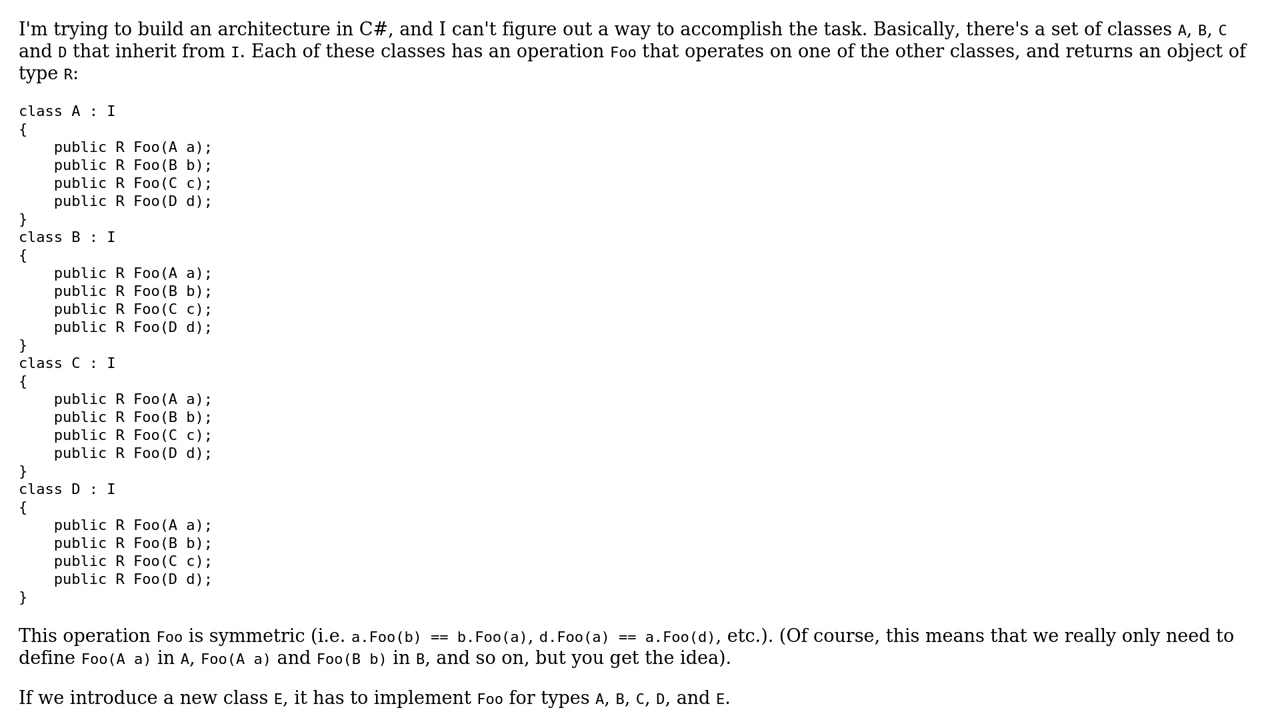 I'm trying to build an architecture in C#, and I can't figure out a way to accomplish the task. Basically, there's a set of classes A, B, C
and D that inherit from I. Each of these classes has an operation Foo that operates on one of the other classes, and returns an object of
type R:
class A : I
{
    public R Foo(A a);
    public R Foo(B b);
    public R Foo(C c);
    public R Foo(D d);
}
class B : I
{
    public R Foo(A a);
    public R Foo(B b);
    public R Foo(C c);
    public R Foo(D d);
}
class C : I
{
    public R Foo(A a);
    public R Foo(B b);
    public R Foo(C c);
    public R Foo(D d);
}
class D : I
{
    public R Foo(A a);
    public R Foo(B b);
    public R Foo(C c);
    public R Foo(D d);
}
This operation Foo is symmetric (i.e. a.Foo(b) == b.Foo(a), d.Foo(a) == a.Foo(d), etc.). (Of course, this means that we really only need to
define Foo(A a) in A, Foo(A a) and Foo(B b) in B, and so on, but you get the idea).
If we introduce a new class E, it has to implement Foo for types A, B, C, D, and E.